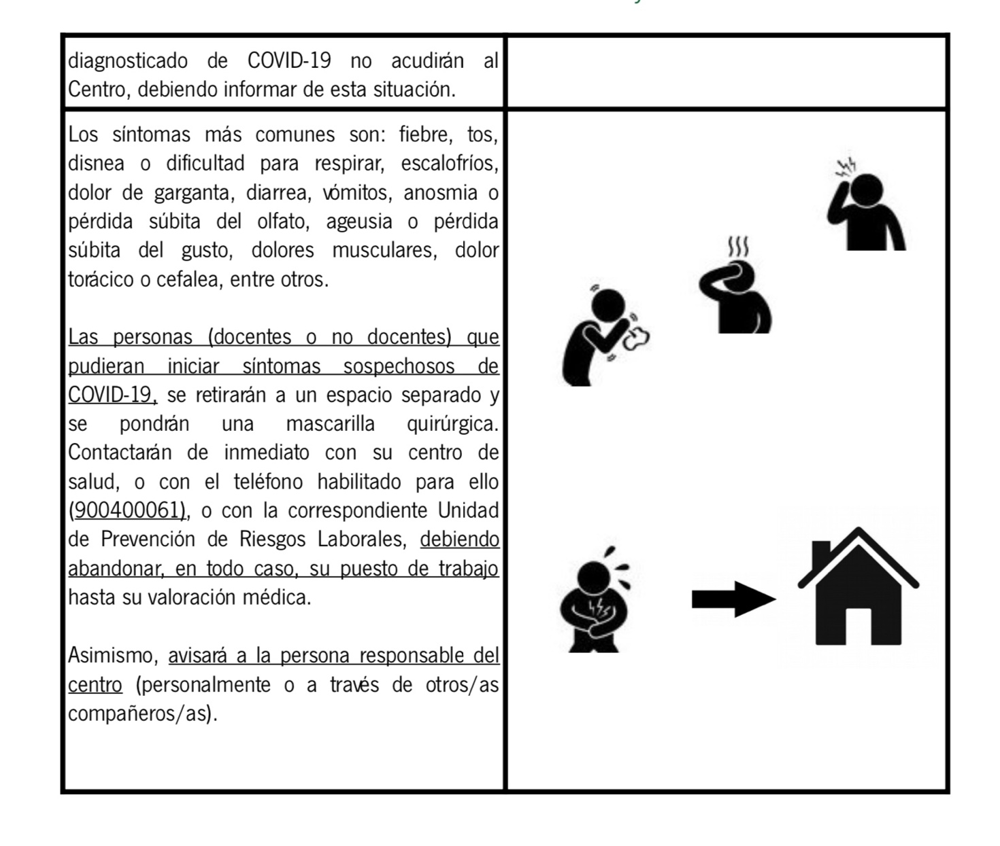 diagnosticado de COVID-19 no acudirán al
Centro, debiendo informar de esta situación.
Los síntomas más comunes son: fiebre, tos,
disnea o dificultad para respirar, escalofríos,
dolor de garganta, diarrea, vómitos, anosmia o
pérdida súbita del olfato, ageusia o pérdida
súbita del gusto, dolores musculares, dolor
torácico o cefalea, entre otros.
Las personas (docentes o no docentes) que
pudieran iniciar síntomas sospechosos de
COVID-19, se retirarán a un espacio separado y
se pondrán una mascarilla quirúrgica.
Contactarán de inmediato con su centro de
salud, o con el teléfono habilitado para ello
(900400061), o con la correspondiente Unidad
de Prevención de Riesgos Laborales, debiendo
abandonar, en todo caso, su puesto de trabajo
hasta su valoración médica.
Asimismo, avisará a la persona responsable del
centro (personalmente o a través de otros/as
compañeros/as).